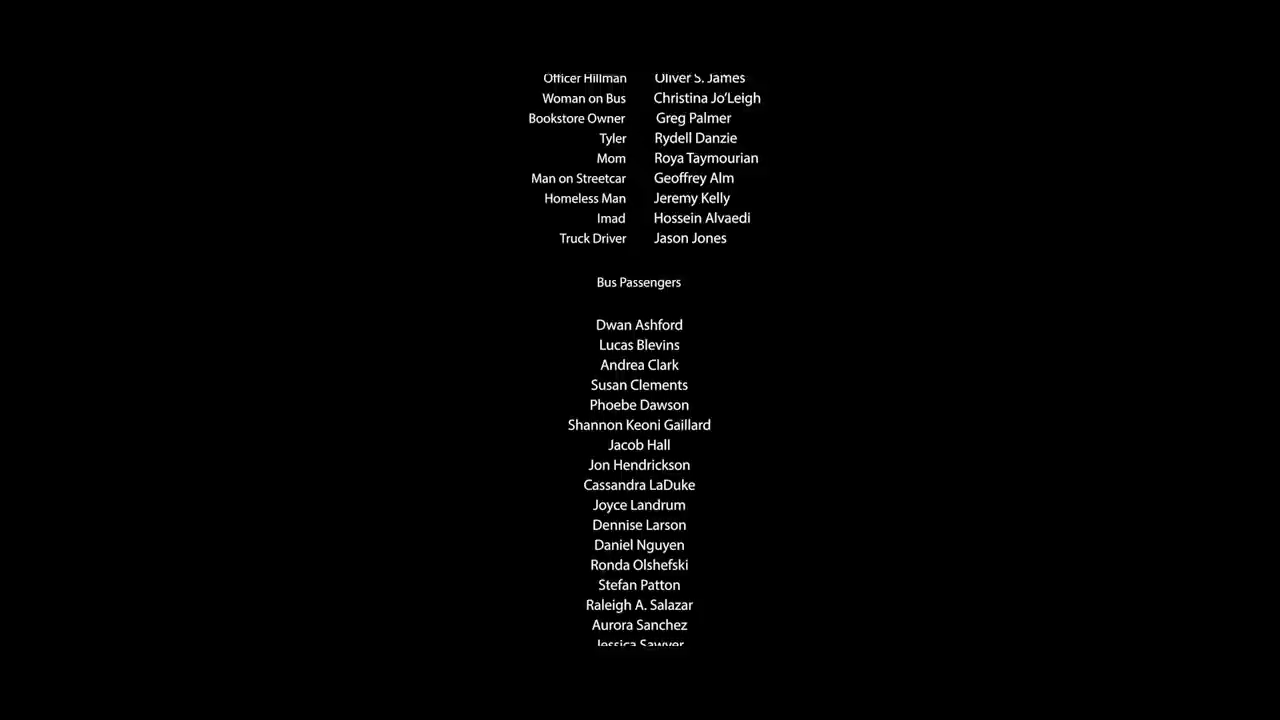 Officer Hillman Oliver S. James
Woman on Bus Christina Jo'Leigh
Bookstore Owner Greg Palmer
Tyler Rydell Danzie
Mom Roya Taymourian
Man on Streetcar Geoffrey Alm
Homeless Man Jeremy Kelly
Imad Hossein Alvaedi
Truck Driver Jason Jones
Bus Passengers
Dwan Ashford
Lucas Blevins
Andrea Clark
Susan Clements
Phoebe Dawson
Shannon Keoni Gaillard
Jacob Hall
Jon Hendrickson
Cassandra LaDuke
Joyce Landrum
Dennise Larson
Daniel Nguyen
Ronda Olshefski
Stefan Patton
Raleigh A. Salazar
Aurora Sanchez
Jessica Sawyer